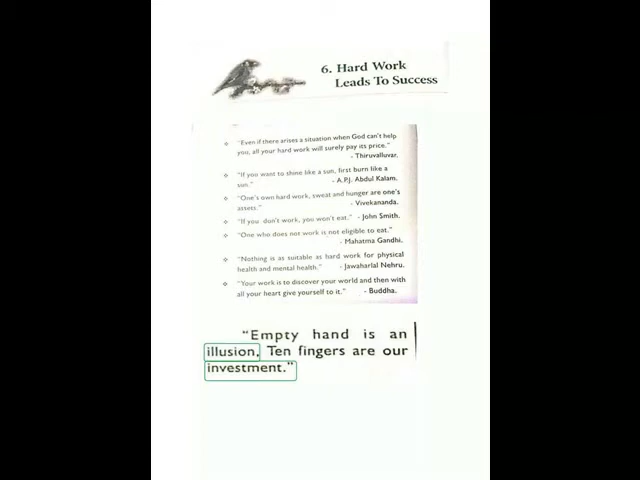 6. Hard Work
Leads To Success
"Even if there arises a situation when God can't help
you, all your hard work will surely pay its price."
- Thiruvalluvar.
"If you want to shine like a sun, first burn like a
sun." - A.P.J. Abdul Kalam.
"One's own hard work, sweat and hunger are one's
assets." - Vivekananda.
"If you don't work, you won't eat." - John Smith.
"One who does not work is not eligible to eat."
- Mahatma Gandhi.
"Nothing is as suitable as hard work for physical
health and mental health." - Jawaharlal Nehru.
"Your work is to discover your world and then with
all your heart give yourself to it." - Buddha.
"Empty hand is an
illusion, Ten fingers are our
investment."